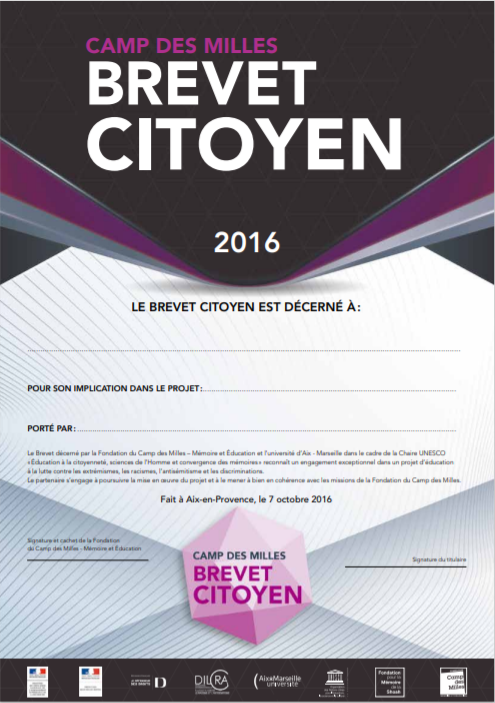 CAMP DES MILLES
BREVET
CITOYEN
2016
LE BREVET CITOYEN EST DÉCERNÉ À :
POUR SON IMPLICATION DANS LE PROJET :
PORTÉ PAR :
Le Brevet décerné par la Fondation du Camp des Milles – Mémoire et Éducation et l'université d'Aix - Marseille dans le cadre de la Chaire UNESCO
« Éducation à la citoyenneté, sciences de l'Homme et convergence des mémoires » reconnaît un engagement exceptionnel dans un projet d'éducation
à la lutte contre les extrémismes, les racismes, l'antisémitisme et les discriminations.
Le partenaire s'engage à poursuivre la mise en œuvre du projet et à le mener à bien en cohérence avec les missions de la Fondation du Camp des Milles.
Fait à Aix-en-Provence, le 7 octobre 2016
Signature et cachet de la Fondation
du Camp des Milles - Mémoire et Éducation
Signature du titulaire
CAMP DES MILLES
BREVET
CITOYEN
D
DILCRA
Aix Marseille
université
Fondation
pour la
Mémoire
de la
Shoah
Camp
des
Milles